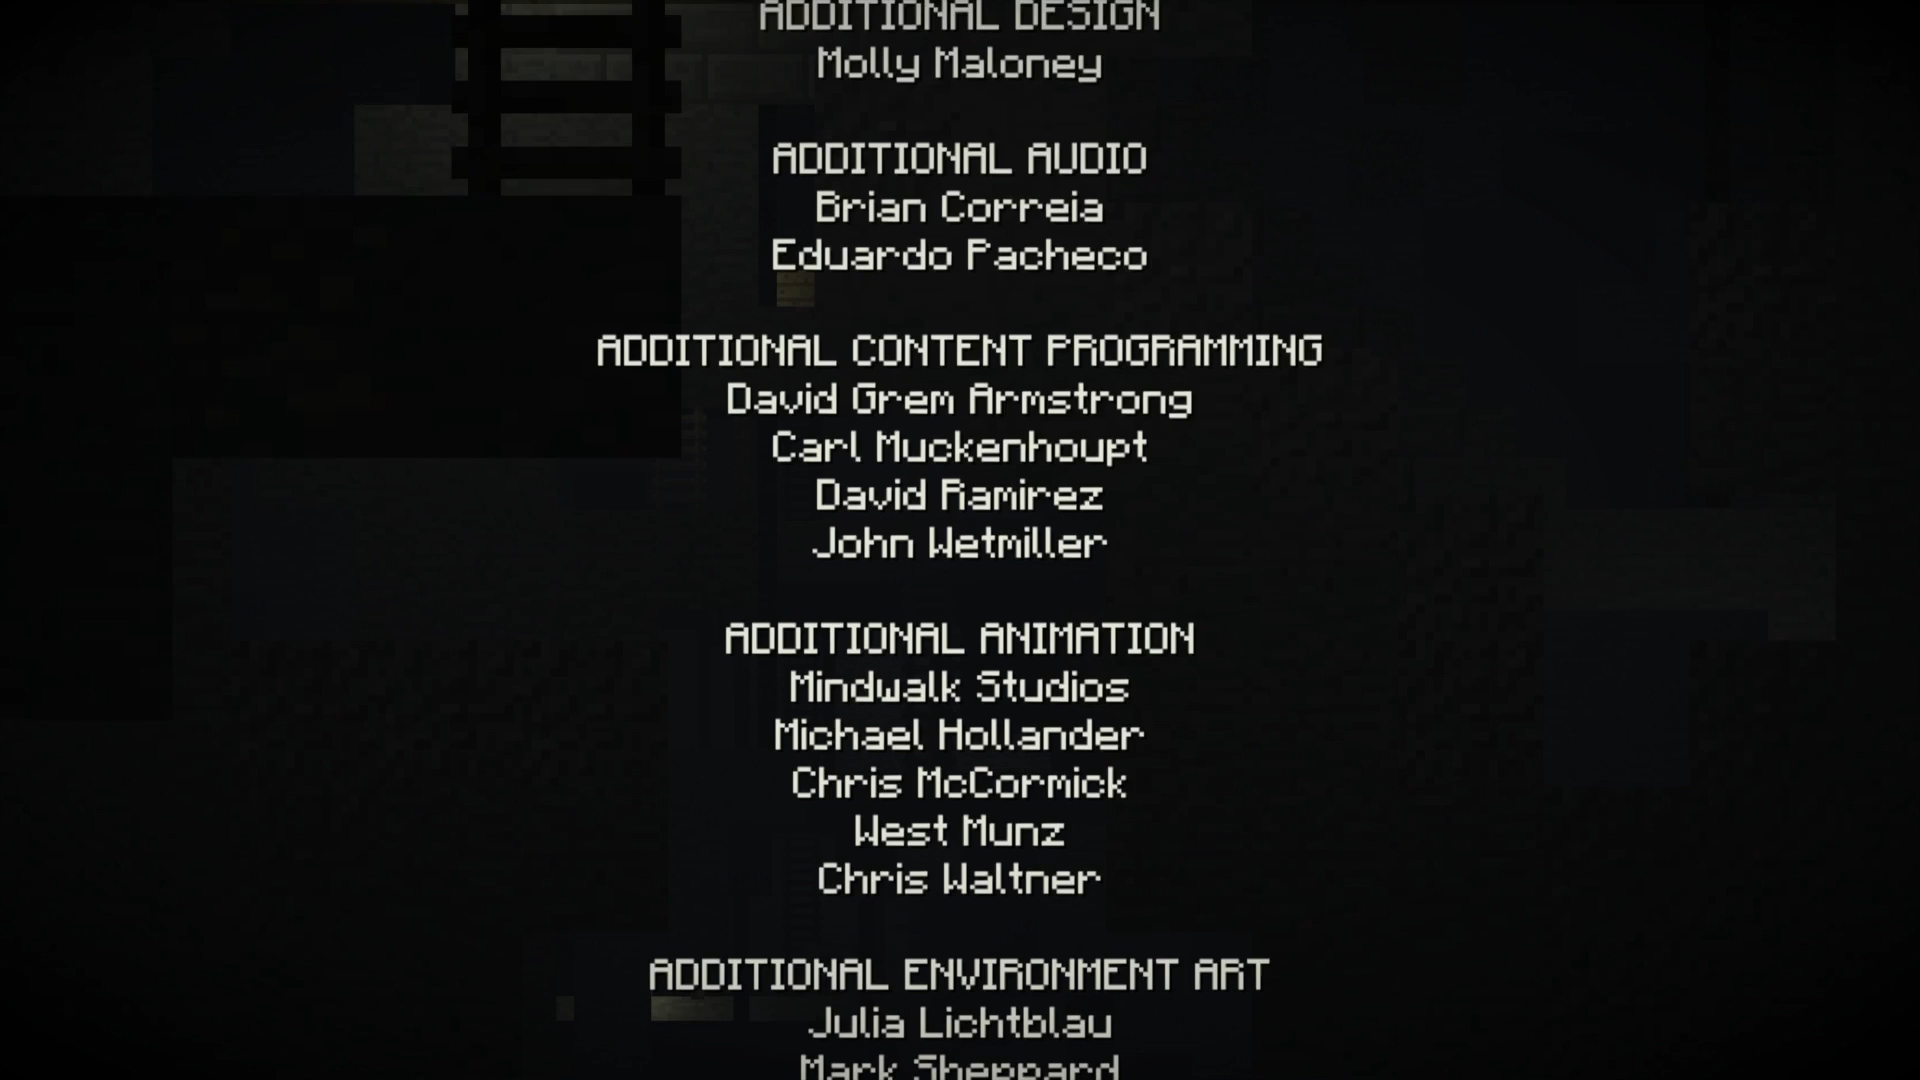 ADDITIONAL DESIGN
Molly Maloney
ADDITIONAL AUDIO
Brian Correia
Eduardo Pacheco
ADDITIONAL CONTENT PROGRAMMING
David Grem Armstrong
Carl Muckenhoupt
David Ramirez
John Wetmiller
ADDITIONAL ANIMATION
Mindwalk Studios
Michael Hollander
Chris McCormick
West Munz
Chris Waltner
ADDITIONAL ENVIRONMENT ART
Julia Lichtblau
Mark Sheppard